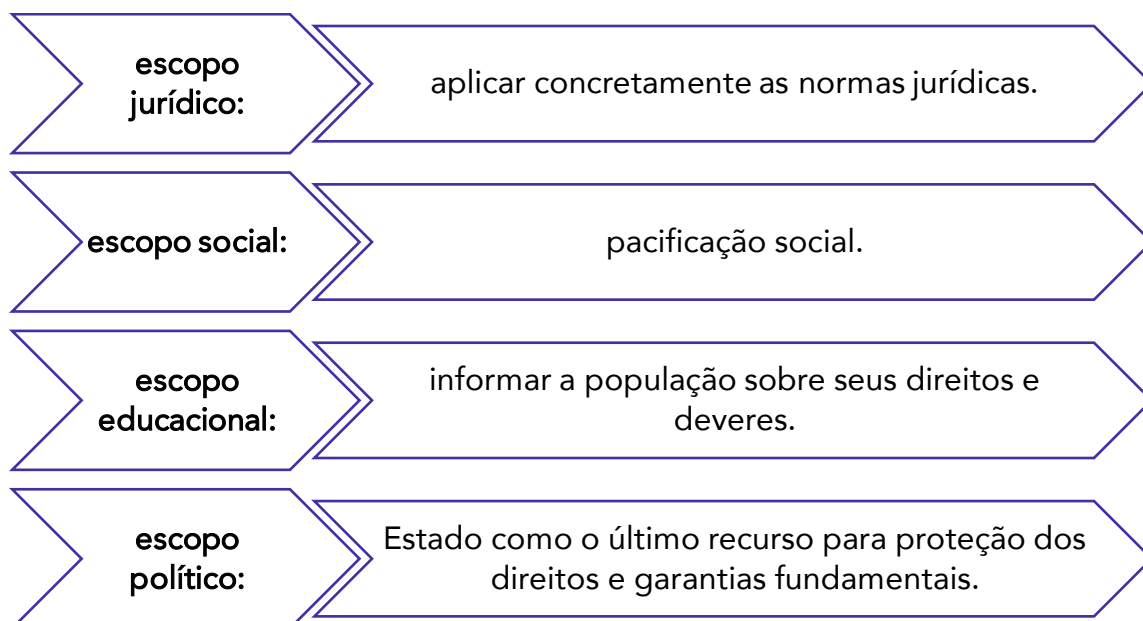 escopo
jurídico:
aplicar concretamente as normas jurídicas.
escopo social:
pacificação social.
escopo
educacional:
informar a população sobre seus direitos e
deveres.
escopo
político:
Estado como o último recurso para proteção dos
direitos e garantias fundamentais.